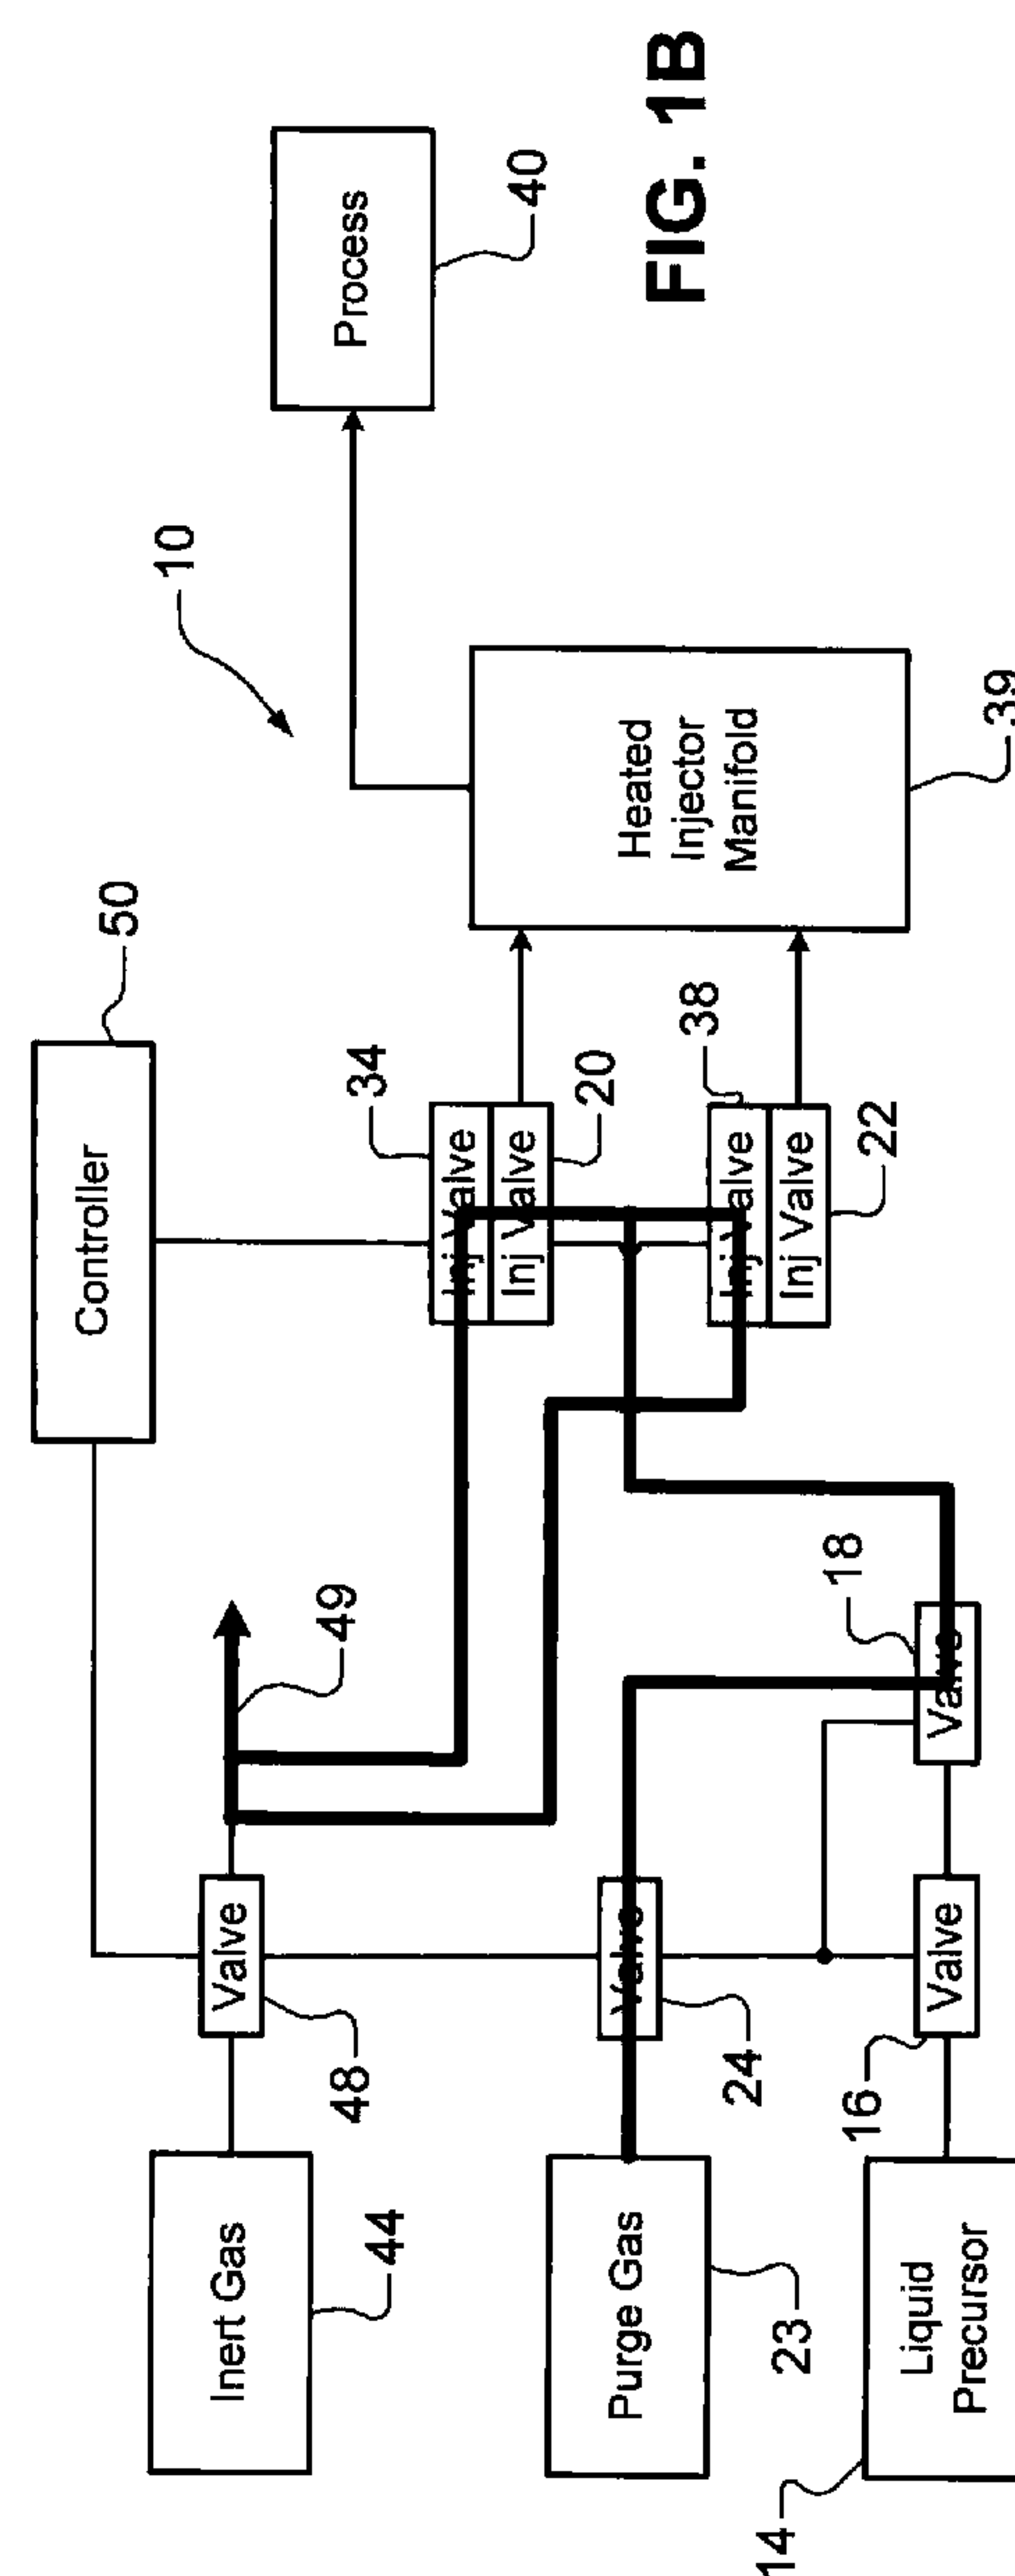 Controller
50
10
Inert Gas
Valve
49
Process
44
48
34
40
Inj Valve
Inj Valve
20
Heated
Injector
Manifold
FIG. 1B
Purge Gas
Valve
23
24
38
Inj Valve
Inj Valve
22
14
16
18
Liquid
Precursor
Valve
Valve
39